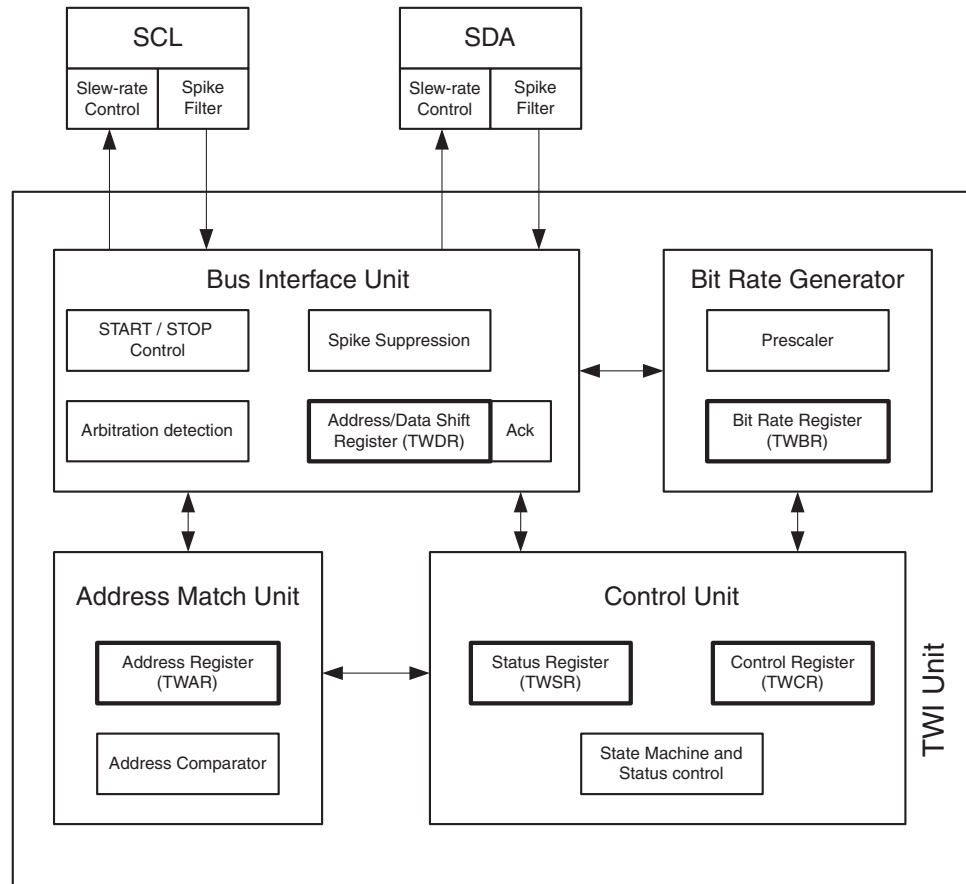 SCL
Slew-rate
Control
Spike
Filter
SDA
Slew-rate
Control
Spike
Filter
Bus Interface Unit
START / STOP
Control
Spike Suppression
Arbitration detection
Address/Data Shift
Register (TWDR)
Ack
Bit Rate Generator
Prescaler
Bit Rate Register
(TWBR)
Address Match Unit
Address Register
(TWAR)
Address Comparator
Control Unit
Status Register
(TWSR)
Control Register
(TWCR)
State Machine and
Status control
TWI Unit